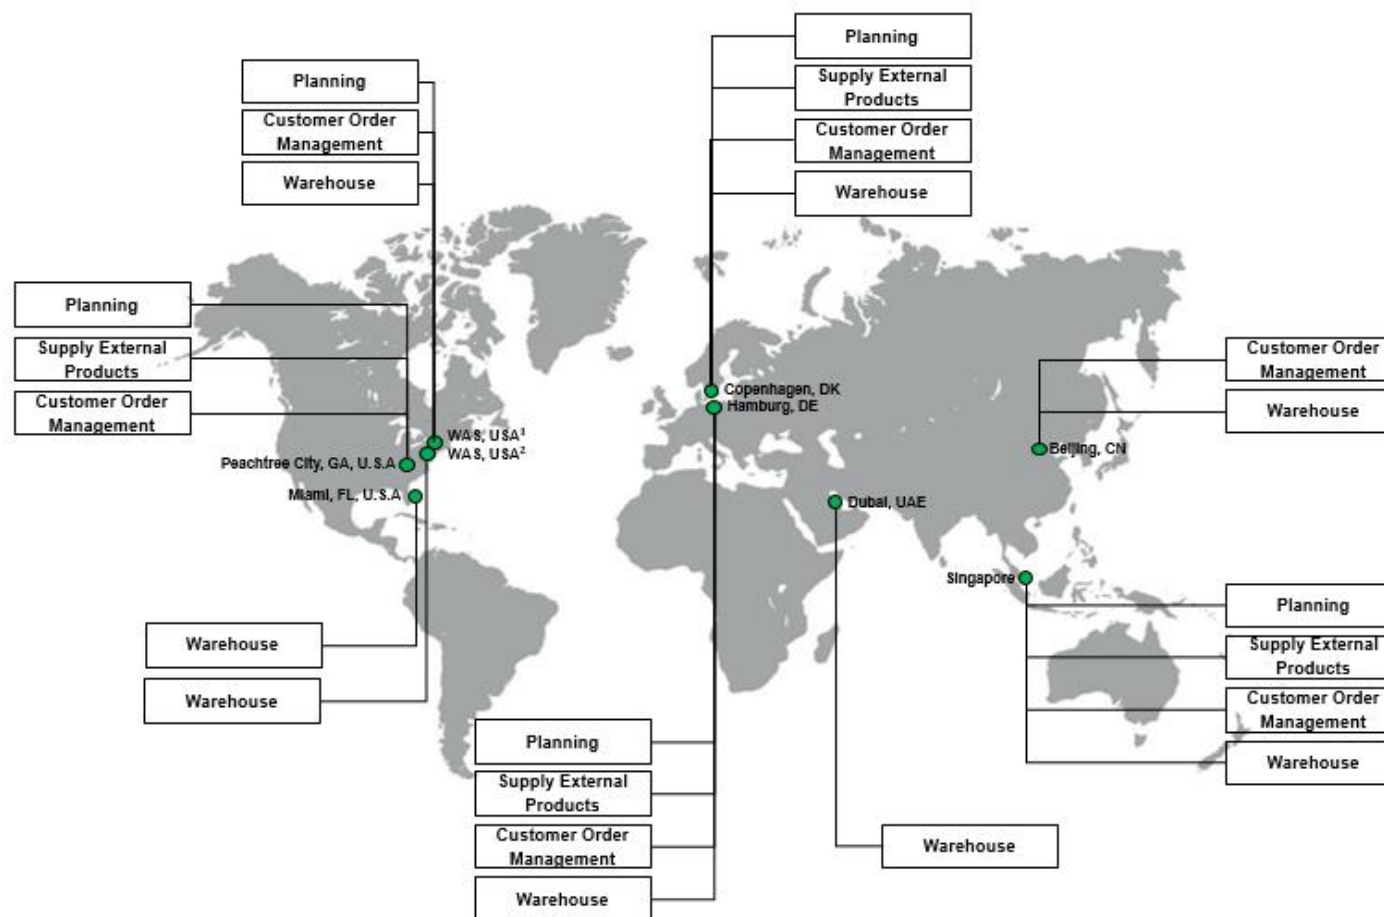 Planning
Supply External
Products
Customer Order
Management
Warehouse
Planning
Customer Order
Management
Warehouse
Planning
Supply External
Products
Customer Order
Management
Customer Order
Management
Warehouse
Copenhagen, DK
Hamburg, DE
WAS, USA¹
WAS, USA²
Peachtree City, GA, U.S.A
Miami, FL, U.S.A
Beijing, CN
Dubai, UAE
Singapore
Planning
Supply External
Products
Customer Order
Management
Warehouse
Warehouse
Warehouse
Planning
Supply External
Products
Customer Order
Management
Warehouse
Warehouse